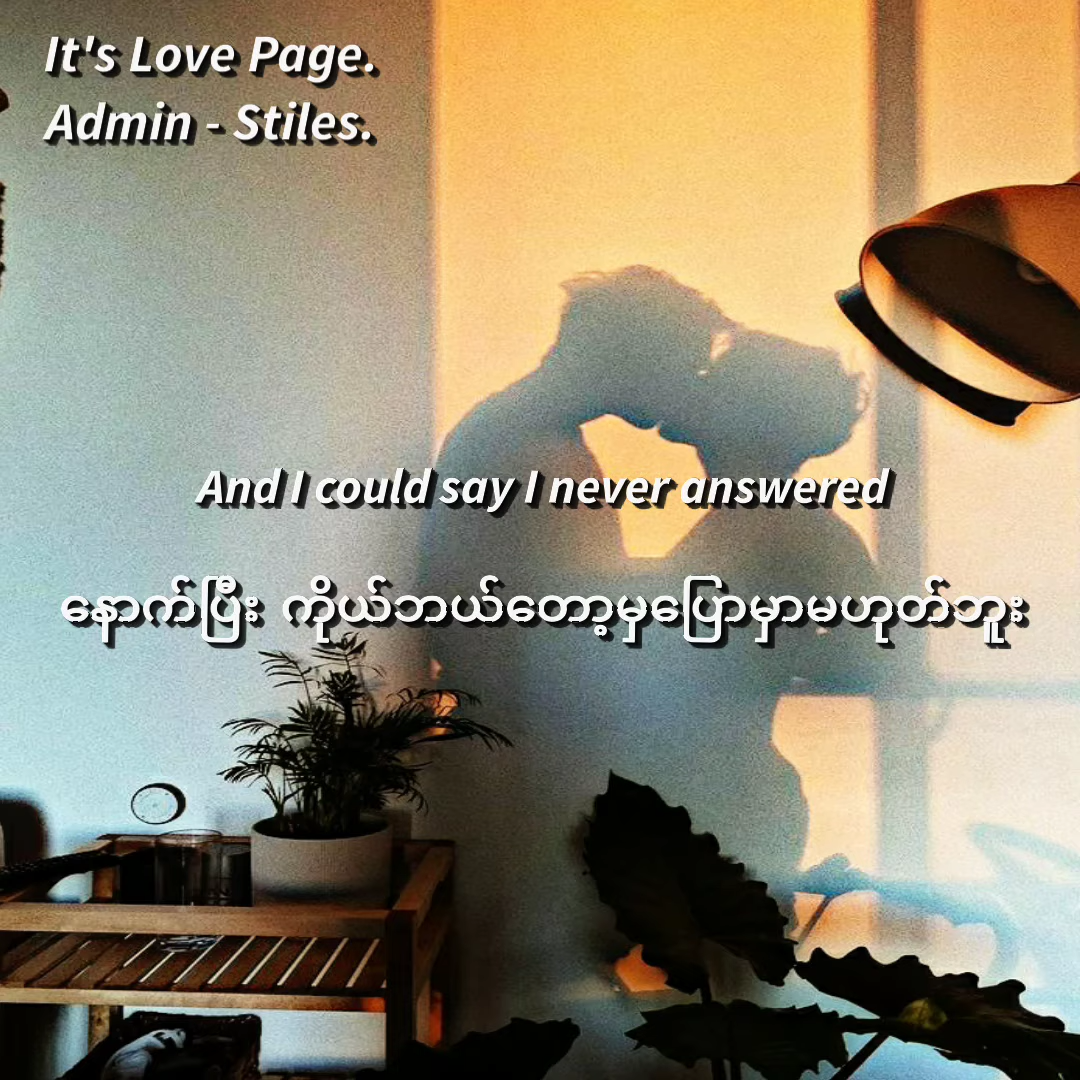 It's Love Page.
Admin - Stiles.
And I could say I never answered
နောက်ပြီး ကိုယ်ဘယ်တော့မှပြောမှာမဟုတ်ဘူး